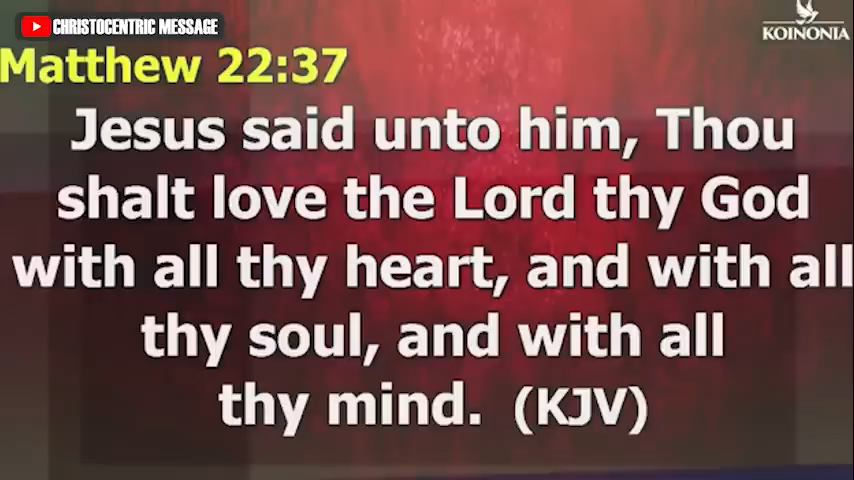 CHRISTOCENTRIC MESSAGE
KOINONIA
Matthew 22:37
Jesus said unto him, Thou
shalt love the Lord thy God
with all thy heart, and with all
thy soul, and with all
thy mind. (KJV)